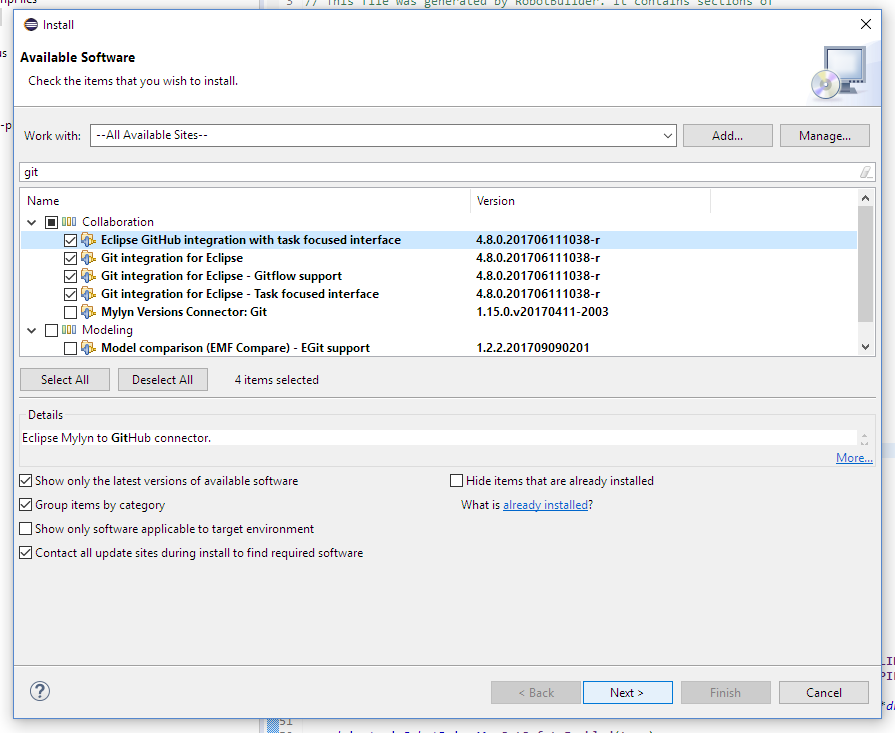 npFiles
3 // This file was generated by RobotBuilder. It contains sections of
Install
us
Available Software
Check the items that you wish to install.
-p
Work with: --All Available Sites-- Add... Manage...
git
Name Version
Collaboration
Eclipse GitHub integration with task focused interface 4.8.0.201706111038-r
Git integration for Eclipse 4.8.0.201706111038-r
Git integration for Eclipse - Gitflow support 4.8.0.201706111038-r
Git integration for Eclipse - Task focused interface 4.8.0.201706111038-r
Mylyn Versions Connector: Git 1.15.0.v20170411-2003
Modeling
Model comparison (EMF Compare) - EGit support 1.2.2.201709090201
Select All Deselect All 4 items selected
Details
Eclipse Mylyn to GitHub connector.
More...
Show only the latest versions of available software Hide items that are already installed
Group items by category What is already installed?
Show only software applicable to target environment
Contact all update sites during install to find required software
? < Back Next > Finish Cancel
51